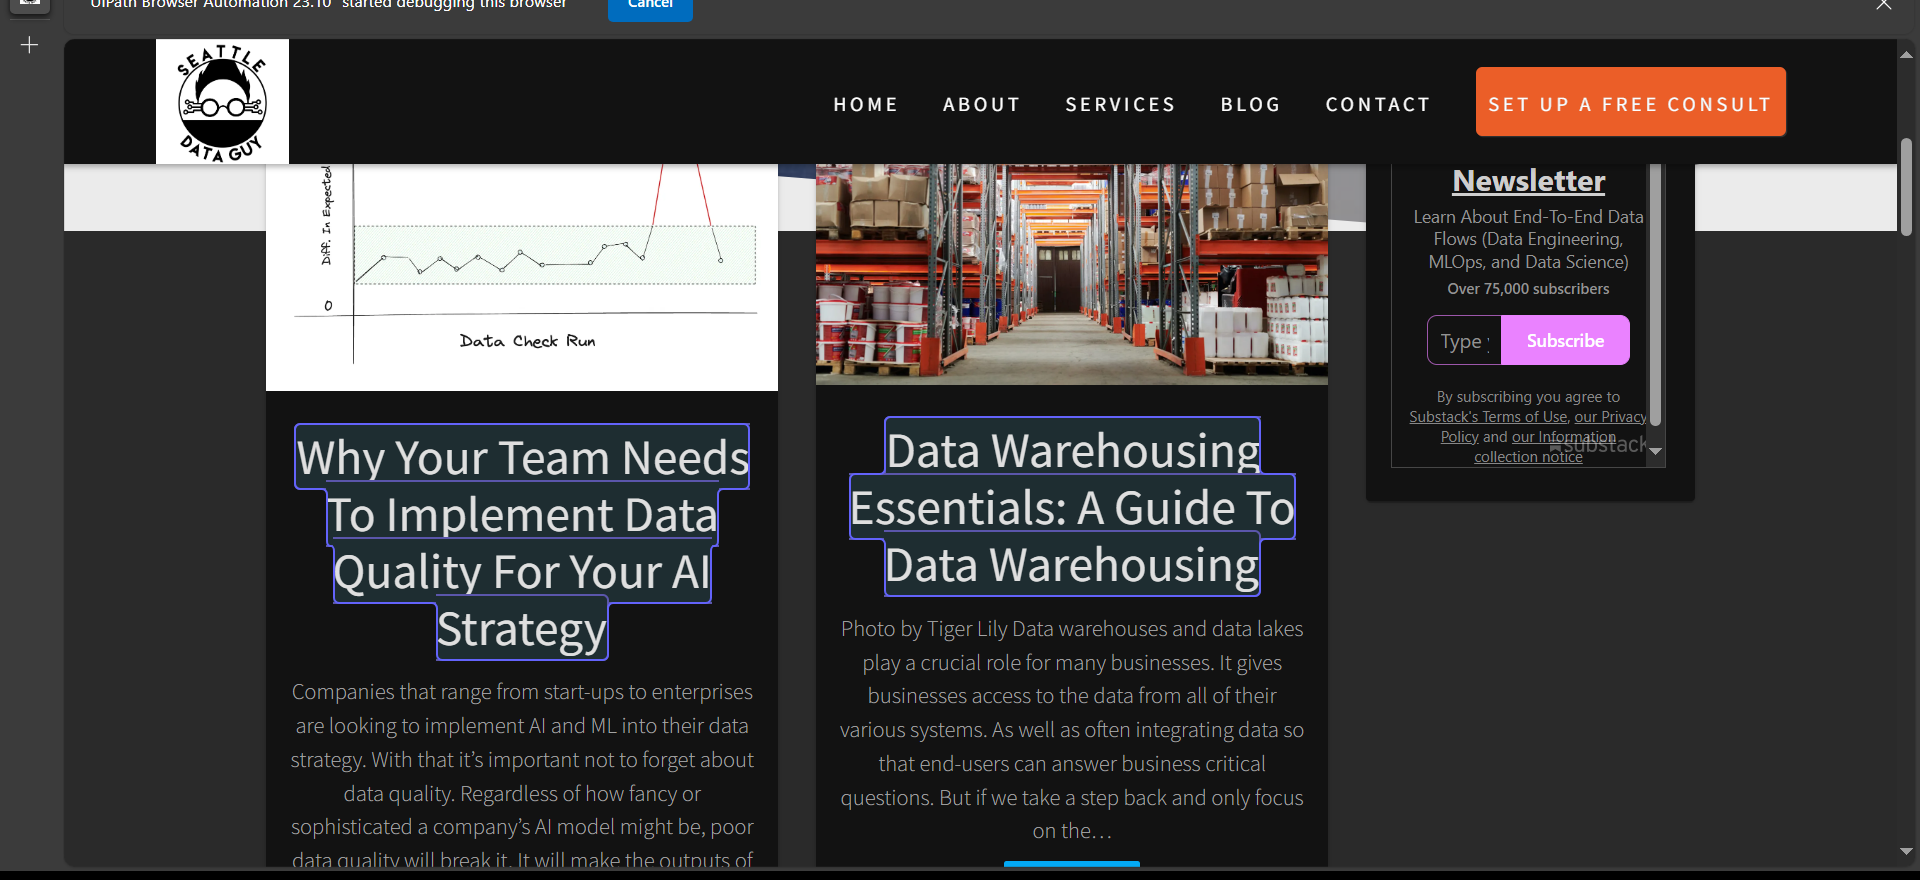 "UiPath Browser Automation 23.10" started debugging this browser
Cancel
SEATTLE
DATA GUY
HOME
ABOUT
SERVICES
BLOG
CONTACT
SET UP A FREE CONSULT
Diff. In Expected
0
Data Check Run
Why Your Team Needs
To Implement Data
Quality For Your AI
Strategy
Companies that range from start-ups to enterprises
are looking to implement AI and ML into their data
strategy. With that it’s important not to forget about
data quality. Regardless of how fancy or
sophisticated a company’s AI model might be, poor
data quality will break it. It will make the outputs of
Data Warehousing
Essentials: A Guide To
Data Warehousing
Photo by Tiger Lily Data warehouses and data lakes
play a crucial role for many businesses. It gives
businesses access to the data from all of their
various systems. As well as often integrating data so
that end-users can answer business critical
questions. But if we take a step back and only focus
on the…
Newsletter
Learn About End-To-End Data
Flows (Data Engineering,
MLOps, and Data Science)
Over 75,000 subscribers
Type
Subscribe
By subscribing you agree to
Substack's Terms of Use, our Privacy
Policy and our Information
collection notice
substack